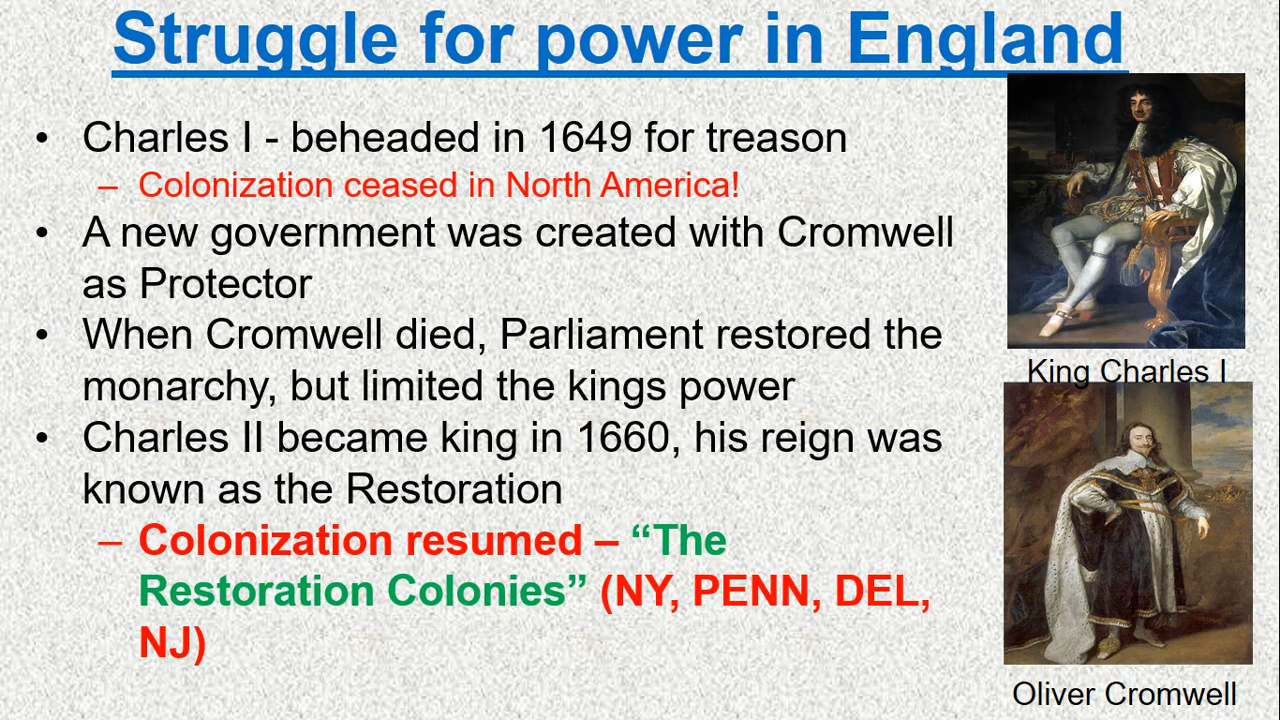 Struggle for power in England
• Charles I - beheaded in 1649 for treason
– Colonization ceased in North America!
• A new government was created with Cromwell
as Protector
• When Cromwell died, Parliament restored the
monarchy, but limited the kings power
• Charles II became king in 1660, his reign was
known as the Restoration
– Colonization resumed – “The
Restoration Colonies” (NY, PENN, DEL,
NJ)
King Charles I
Oliver Cromwell